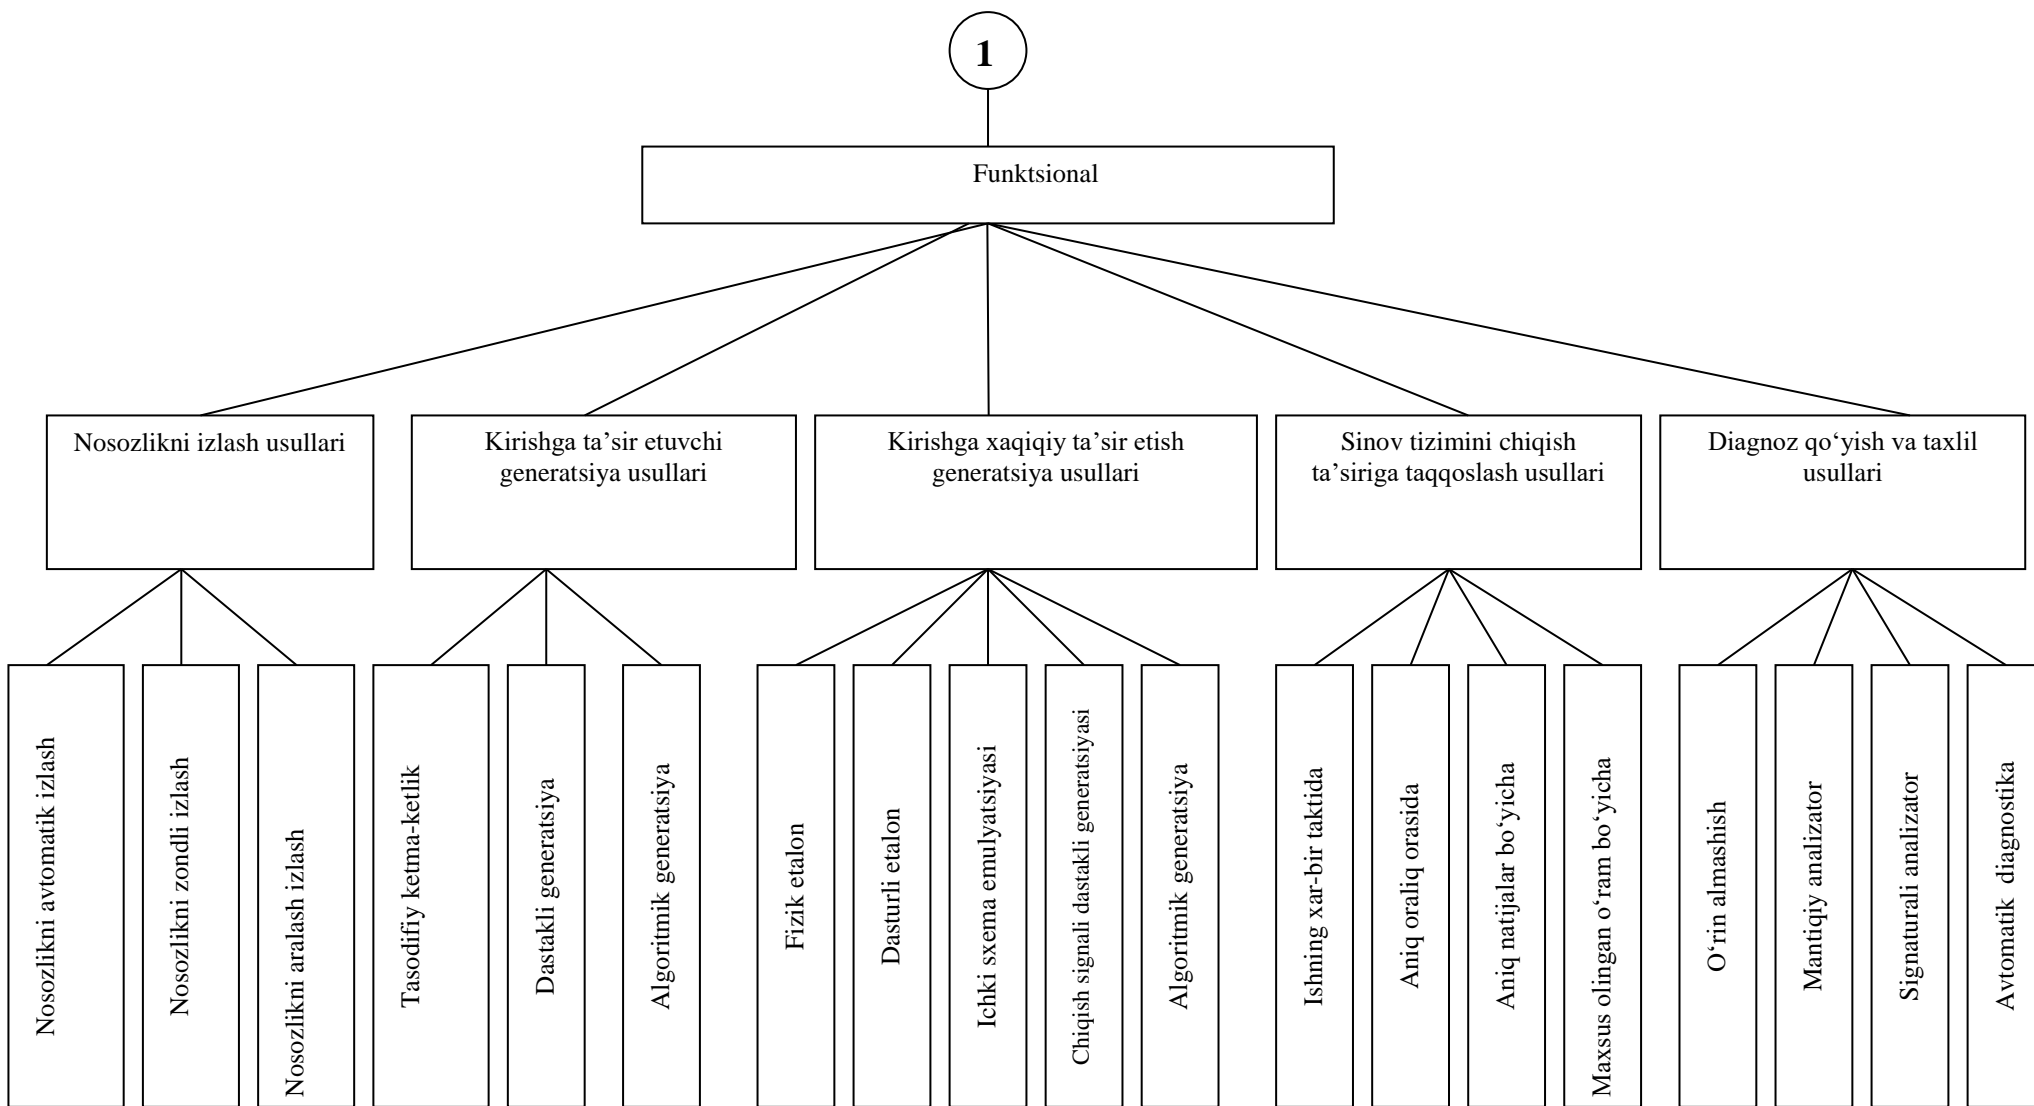 1
Funktsional
Nosozlikni izlash usullari
Kirishga ta’sir etuvchi
generatsiya usullari
Kirishga xaqiqiy ta’sir etish
generatsiya usullari
Sinov tizimini chiqish
ta’siriga taqqoslash usullari
Diagnoz qo‘yish va taxlil
usullari
Nosozlikni avtomatik izlash
Nosozlikni zondli izlash
Nosozlikni aralash izlash
Tasodifiy ketma-ketlik
Dastakli generatsiya
Algoritmik generatsiya
Fizik etalon
Dasturli etalon
Ichki sxema emulyatsiyasi
Chiqish signali dastakli generatsiyasi
Algoritmik generatsiya
Ishning xar-bir taktida
Aniq oraliq orasida
Aniq natijalar bo‘yicha
Maxsus olingan o‘ram bo‘yicha
O‘rin almashish
Mantiqiy analizator
Signaturali analizator
Avtomatik  diagnostika